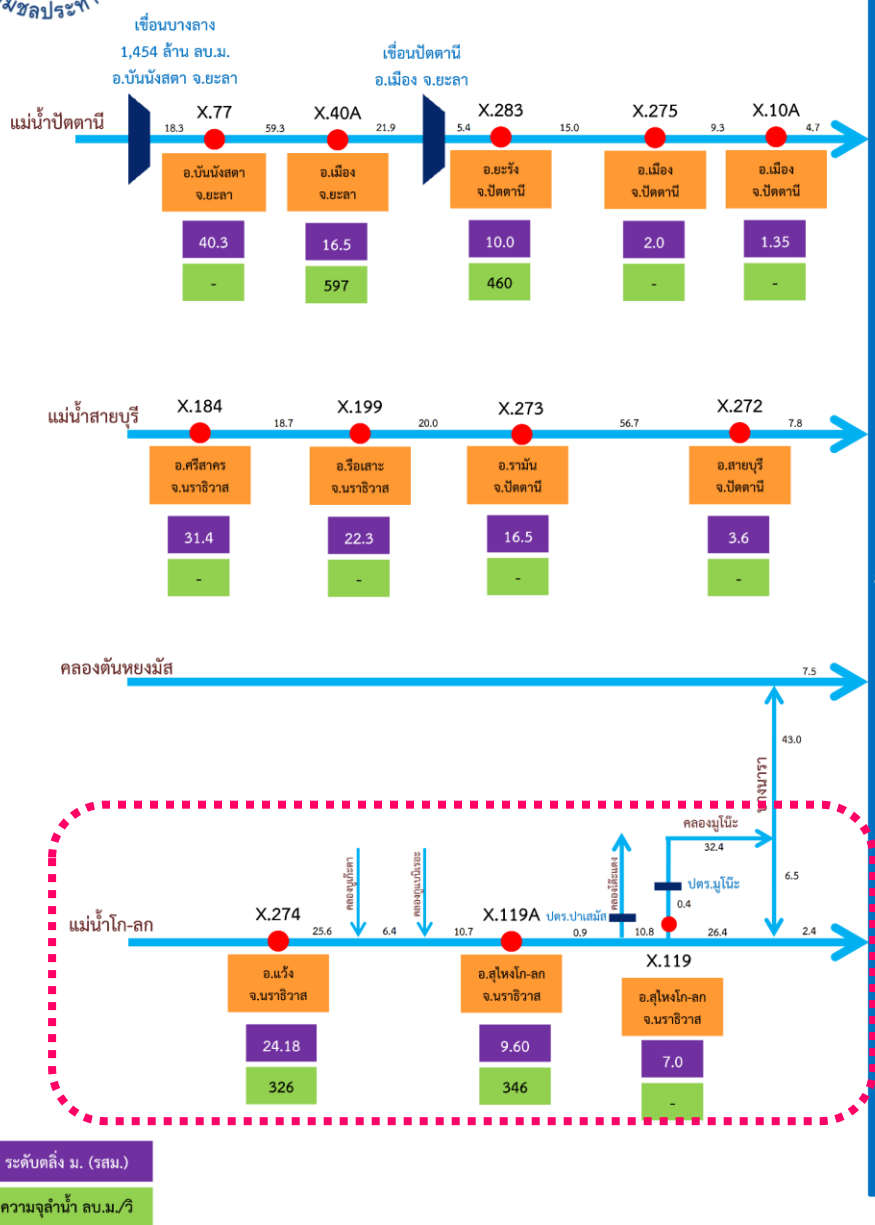 เขื่อนบางลาง
1,454 ล้าน ลบ.ม.
อ.บันนังสตา จ.ยะลา
เขื่อนปัตตานี
อ.เมือง จ.ยะลา
แม่น้ำปัตตานี
X.77
X.40A
X.283
X.275
X.10A
18.3
59.3
21.9
5.4
15.0
9.3
4.7
อ.บันนังสตา
จ.ยะลา
อ.เมือง
จ.ยะลา
อ.ยะรัง
จ.ปัตตานี
อ.เมือง
จ.ปัตตานี
อ.เมือง
จ.ปัตตานี
40.3
16.5
10.0
2.0
1.35
-
597
460
-
-
แม่น้ำสายบุรี
X.184
X.199
X.273
X.272
18.7
20.0
56.7
7.8
อ.ศรีสาคร
จ.นราธิวาส
อ.รือเสาะ
จ.นราธิวาส
อ.รามัน
จ.ปัตตานี
อ.สายบุรี
จ.ปัตตานี
31.4
22.3
16.5
3.6
-
-
-
-
คลองตันหยงมัส
7.5
43.0
คลองมูโน๊ะ
32.4
ปตร.มูโน๊ะ
0.4
6.5
คลองโต๊ะแดง
ปตร.ปาเสมัส
แม่น้ำโก-ลก
X.274
X.119A
X.119
25.6
6.4
10.7
0.9
10.8
26.4
2.4
อ.แว้ง
จ.นราธิวาส
อ.สุไหงโก-ลก
จ.นราธิวาส
อ.สุไหงโก-ลก
จ.นราธิวาส
24.18
9.60
7.0
326
346
-
ระดับตลิ่ง ม. (รสม.)
ความจุลำน้ำ ลบ.ม./วิ